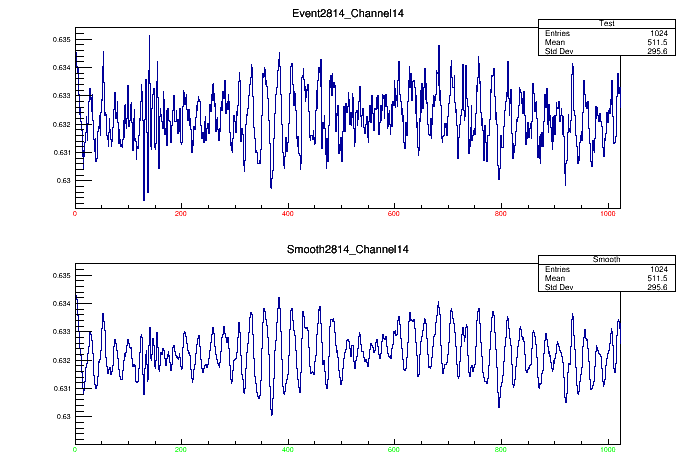 Event2814_Channel14
Test
Entries 1024
Mean 511.5
Std Dev 295.6
0.635
0.634
0.633
0.632
0.631
0.63
0 200 400 600 800 1000
Smooth2814_Channel14
Smooth
Entries 1024
Mean 511.5
Std Dev 295.6
0.635
0.634
0.633
0.632
0.631
0.63
0 200 400 600 800 1000